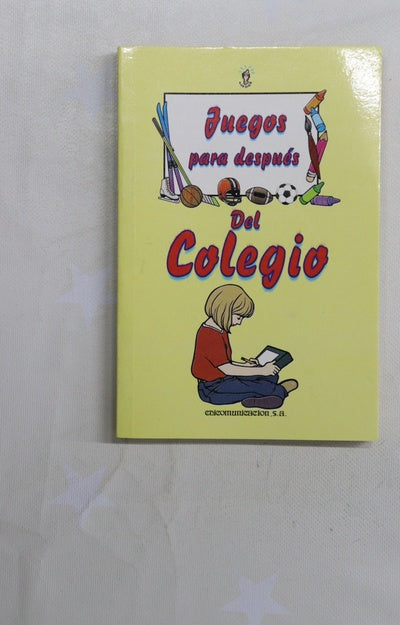 Juegos
para después
Del
Colegio
EDICOMUNICACION, S.A.